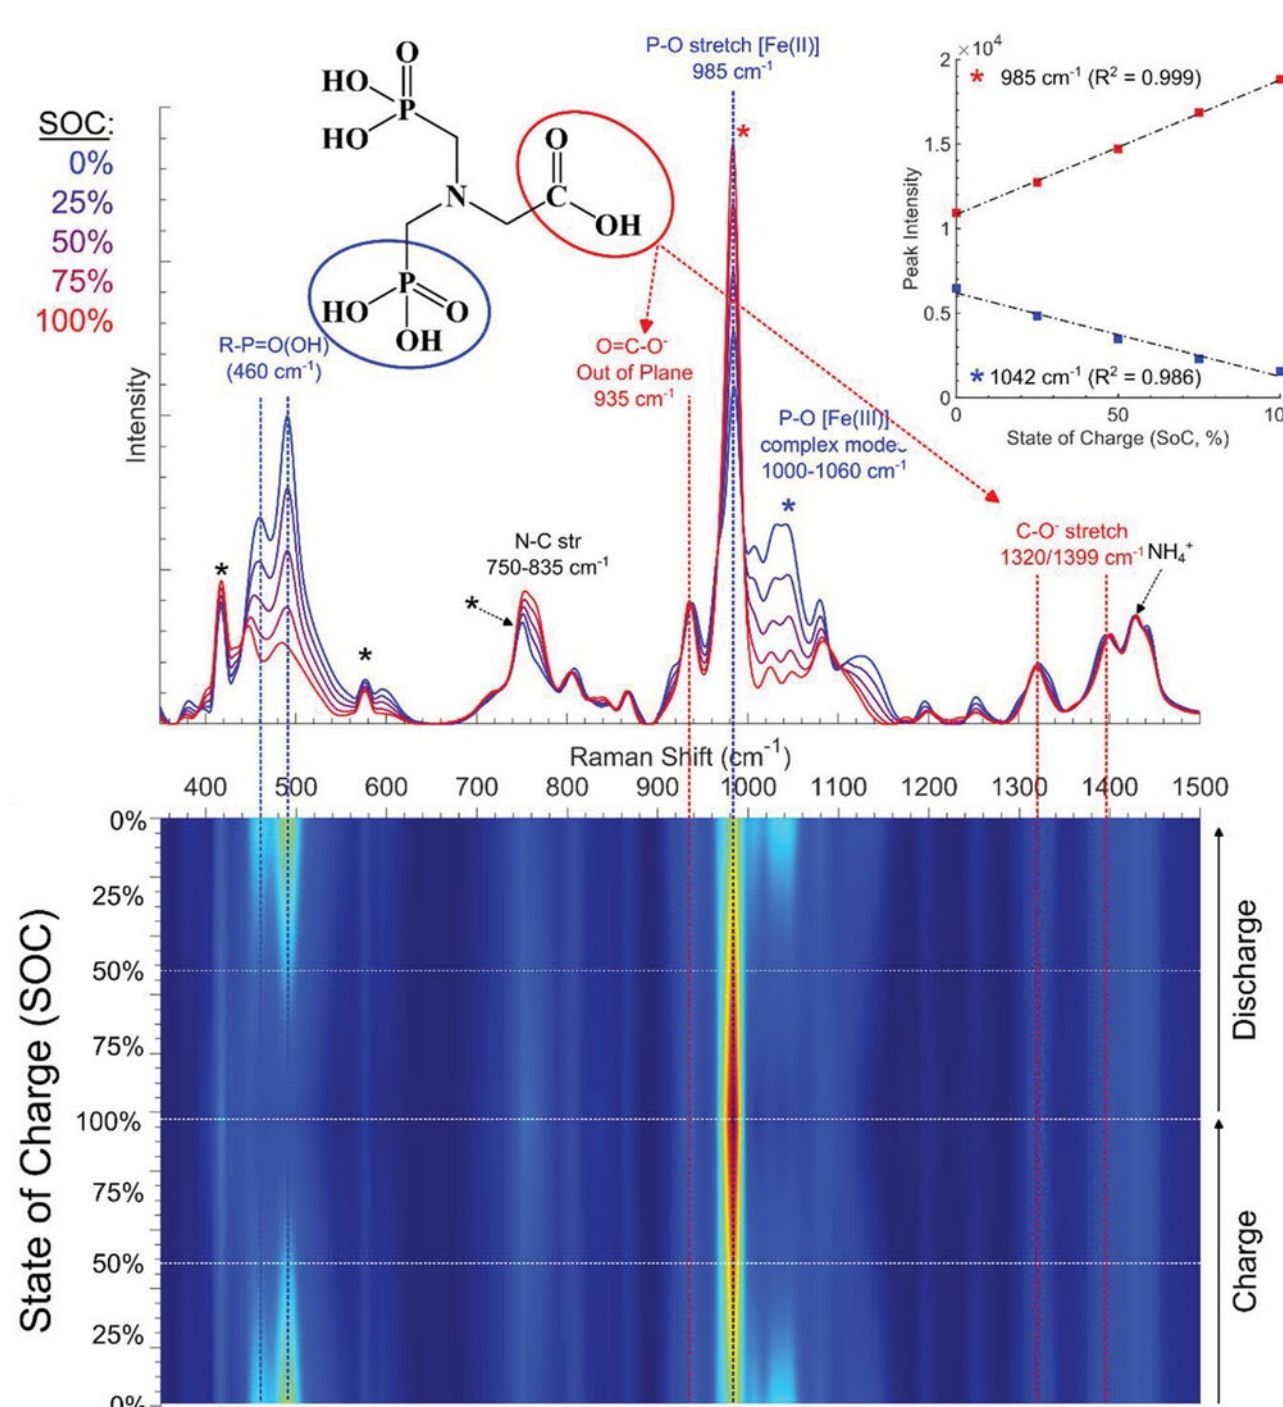 SOC:
0%
25%
50%
75%
100%
O
HO
P
HO
N
O
C
OH
HO
P
O
OH
P-O stretch [Fe(II)]
985 cm-1
*
×10⁴
2
1.5
1
0.5
0
Peak Intensity
* 985 cm-1 (R2 = 0.999)
* 1042 cm-1 (R2 = 0.986)
0
50
State of Charge (SoC, %)
Intensity
R-P=O(OH)
(460 cm-1)
O=C-O-
Out of Plane
935 cm-1
P-O [Fe(III)]
complex
1000-1060 cm-1
*
C-O- stretch
1320/1399 cm-1
NH4+
N-C str
750-835 cm-1
*
*
*
Raman Shift (cm-1)
400 500 600 700 800 900 1000 1100 1200 1300 1400 1500
State of Charge (SOC)
0%
25%
50%
75%
100%
75%
50%
25%
0%
Discharge
Charge